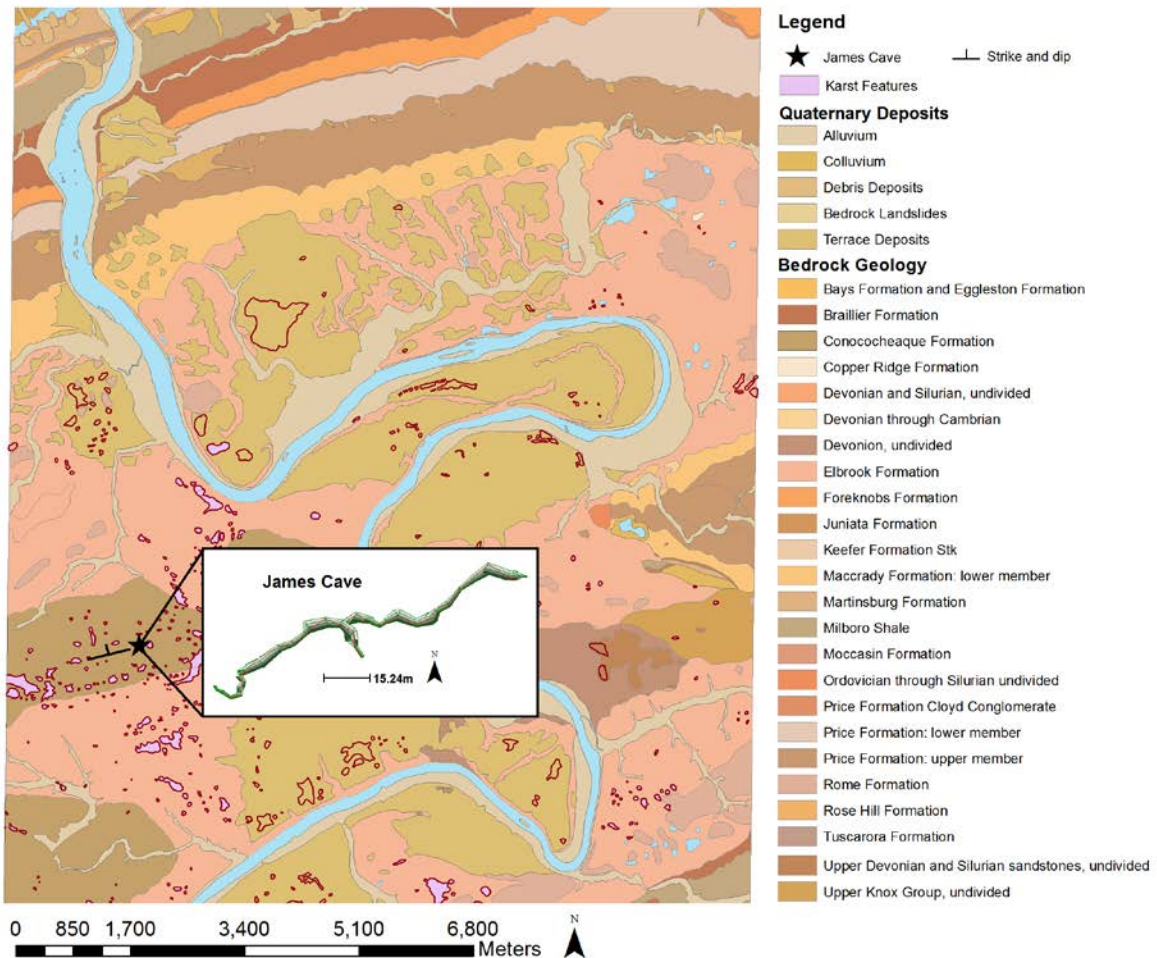 Legend
James Cave
Strike and dip
Karst Features
Quaternary Deposits
Alluvium
Colluvium
Debris Deposits
Bedrock Landslides
Terrace Deposits
Bedrock Geology
Bays Formation and Eggleston Formation
Braillier Formation
Conococheaque Formation
Copper Ridge Formation
Devonian and Silurian, undivided
Devonian through Cambrian
Devonion, undivided
Elbrook Formation
Foreknobs Formation
Juniata Formation
Keefer Formation Stk
Maccrady Formation: lower member
Martinsburg Formation
Milboro Shale
Moccasin Formation
Ordovician through Silurian undivided
Price Formation Cloyd Conglomerate
Price Formation: lower member
Price Formation: upper member
Rome Formation
Rose Hill Formation
Tuscarora Formation
Upper Devonian and Silurian sandstones, undivided
Upper Knox Group, undivided
James Cave
N
15.24m
0 850 1,700 3,400 5,100 6,800
Meters
N